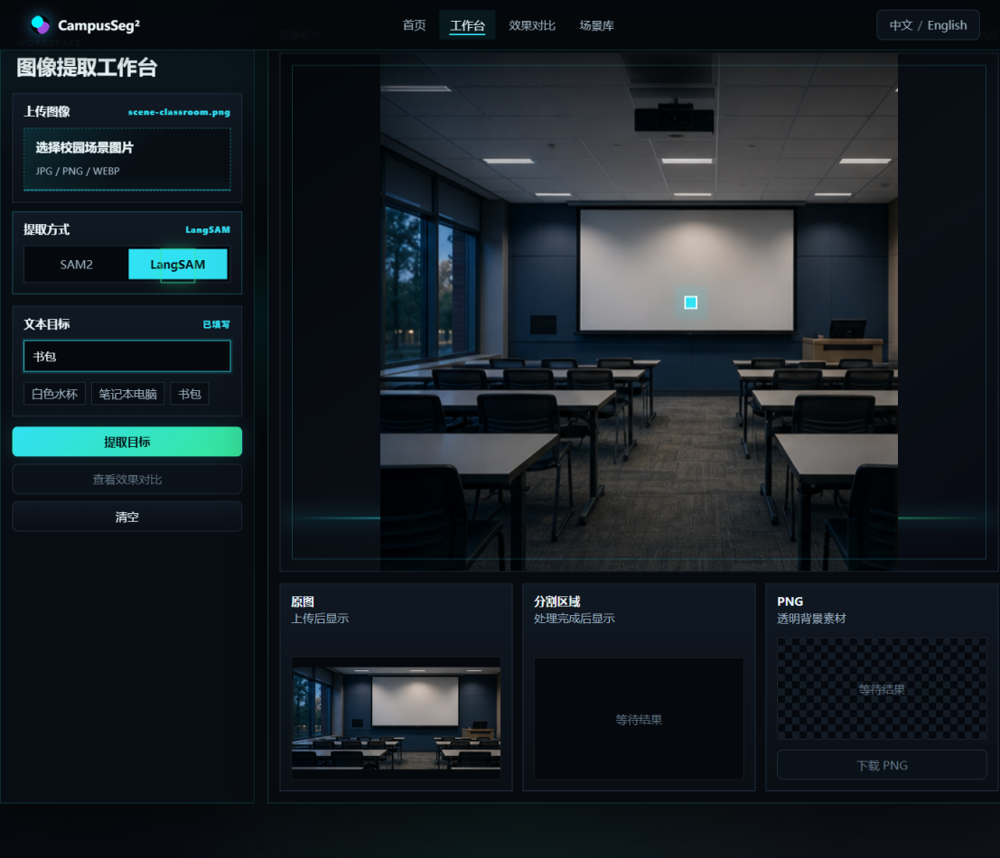 CampusSeg²
首页
工作台
效果对比
场景库
中文 / English
图像提取工作台
上传图像
scene-classroom.png
选择校园场景图片
JPG / PNG / WEBP
提取方式
LangSAM
SAM2
LangSAM
文本目标
已填写
书包
白色水杯
笔记本电脑
书包
提取目标
查看效果对比
清空
原图
上传后显示
分割区域
处理完成后显示
等待结果
PNG
透明背景素材
等待结果
下载 PNG